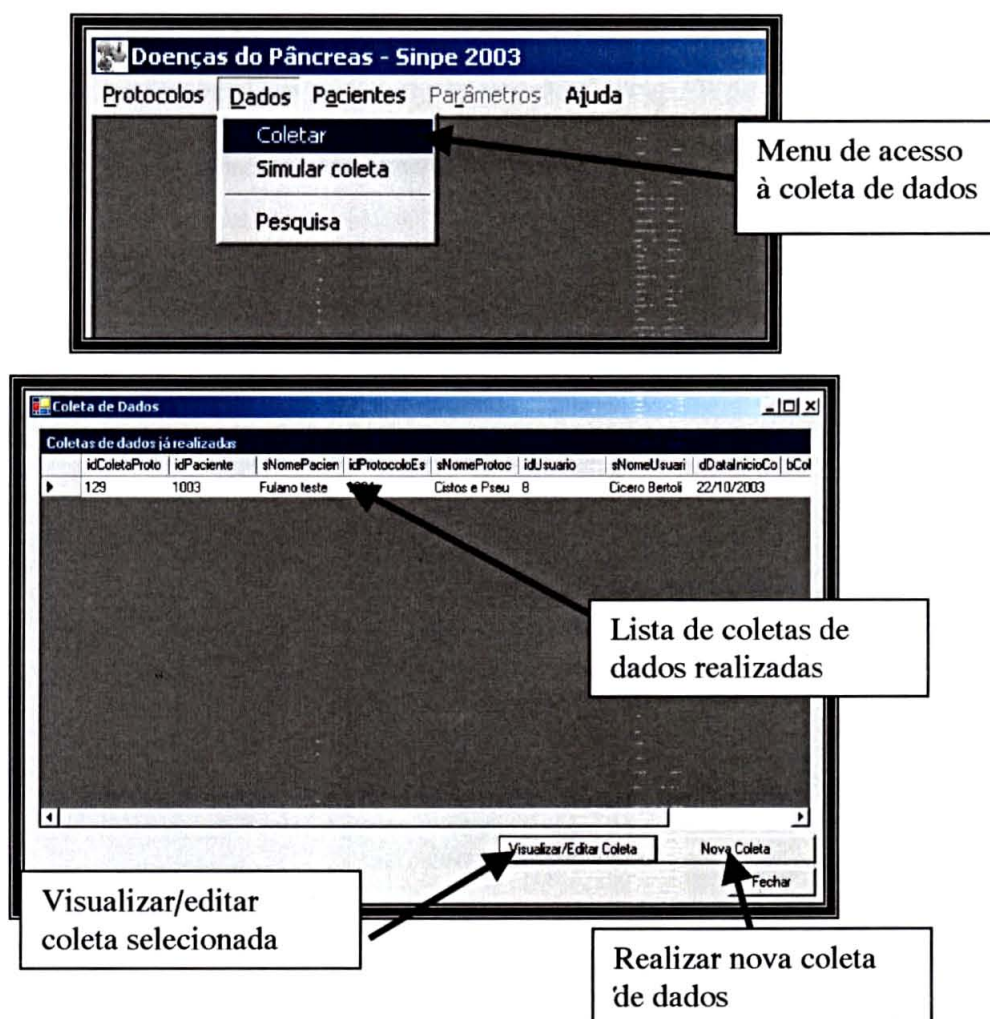 Doenças do Pâncreas - Sinpe 2003
Protocolos Dados Pacientes Parâmetros Ajuda
Coletar
Simular coleta
Pesquisa
Menu de acesso
à coleta de dados
Coleta de Dados
Coletas de dados já realizadas
idColetaProto idPaciente sNomePacien idProtocoloEs sNomeProtoc idUsuario sNomeUsuari dDataInicioCo bCol
129 1003 Fulano teste Cistos e Pseu 8 Cicero Bertoli 22/10/2003
Lista de coletas de
dados realizadas
Visualizar/Editar Coleta Nova Coleta
Fechar
Visualizar/editar
coleta selecionada
Realizar nova coleta
de dados